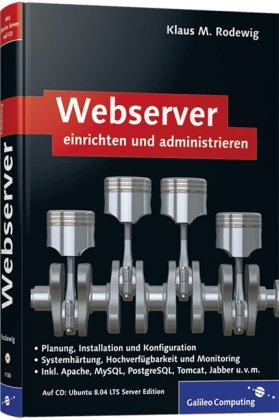 Klaus M. Rodewig
Webserver
einrichten und administrieren
• Planung, Installation und Konfiguration
• Systemhärtung, Hochverfügbarkeit und Monitoring
• Inkl. Apache, MySQL, PostgreSQL, Tomcat, Jabber u. v. m.
Auf CD: Ubuntu 8.04 LTS Server Edition
Galileo Computing
Webserver
Rodewig